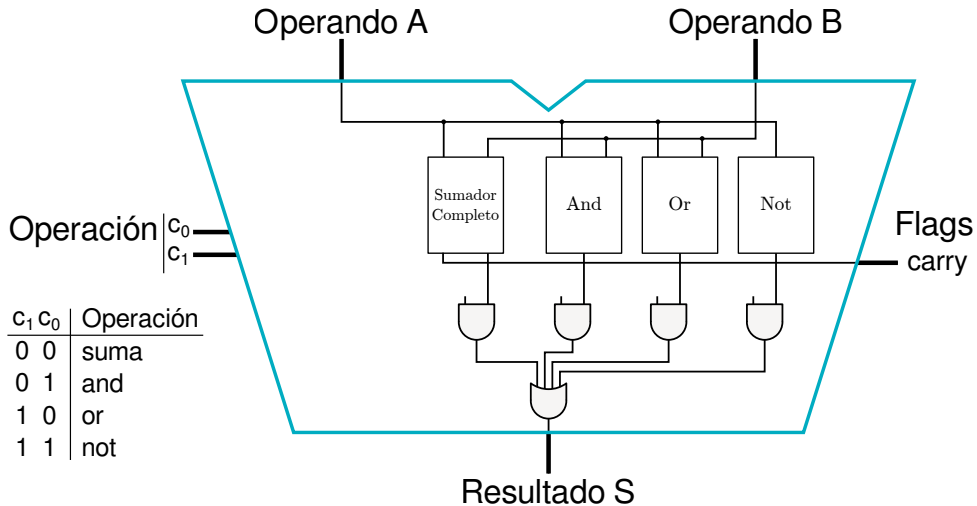 Operando A
Operando B
Sumador
Completo
And
Or
Not
Operación
c₀
c₁
Flags
carry
c₁ c₀ Operación
0 0 suma
0 1 and
1 0 or
1 1 not
Resultado S